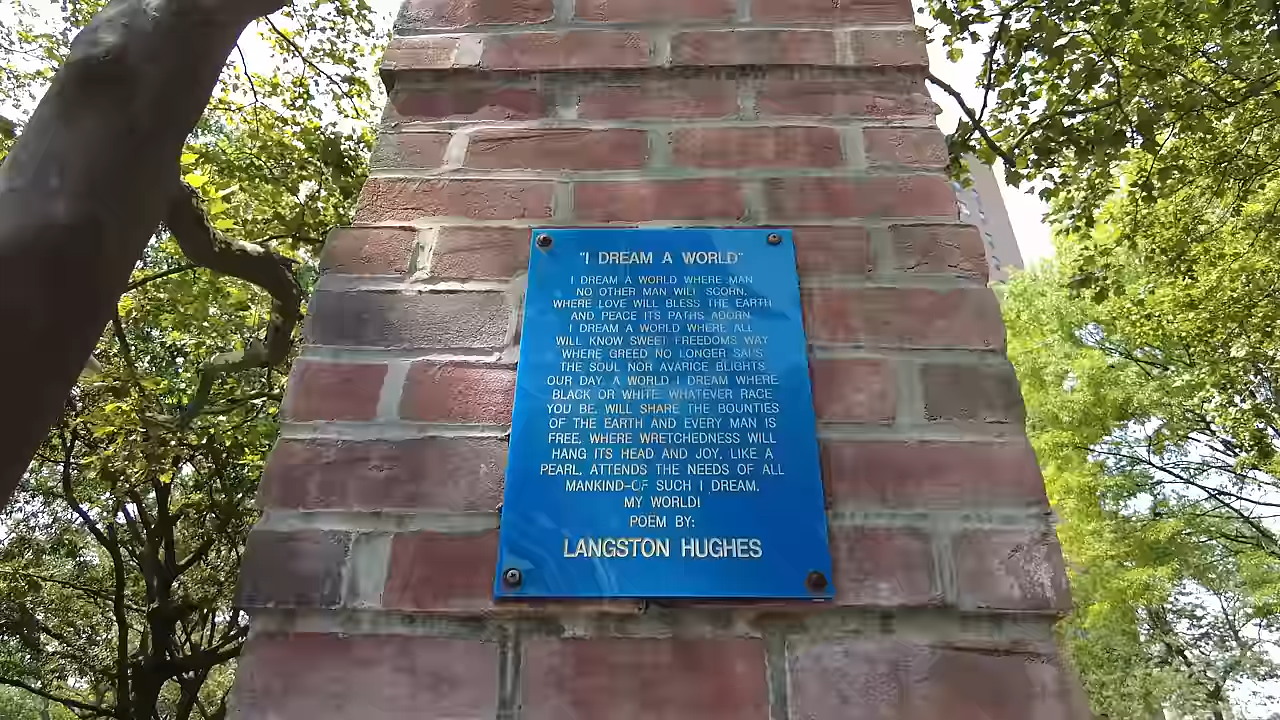 "I DREAM A WORLD"
I DREAM A WORLD WHERE MAN
NO OTHER MAN WILL SCORN,
WHERE LOVE WILL BLESS THE EARTH
AND PEACE ITS PATHS ADORN
I DREAM A WORLD WHERE ALL
WILL KNOW SWEET FREEDOMS WAY
WHERE GREED NO LONGER SAPS
THE SOUL NOR AVARICE BLIGHTS
OUR DAY, A WORLD I DREAM WHERE
BLACK OR WHITE, WHATEVER RACE
YOU BE, WILL SHARE THE BOUNTIES
OF THE EARTH AND EVERY MAN IS
FREE, WHERE WRETCHEDNESS WILL
HANG ITS HEAD AND JOY, LIKE A
PEARL, ATTENDS THE NEEDS OF ALL
MANKIND-OF SUCH I DREAM,
MY WORLD!
POEM BY:
LANGSTON HUGHES